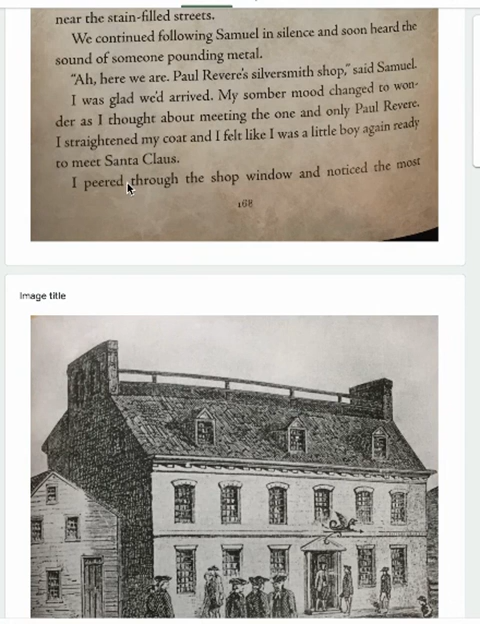 near the stain-filled streets.
We continued following Samuel in silence and soon heard the
sound of someone pounding metal.
"Ah, here we are. Paul Revere's silversmith shop," said Samuel.
I was glad we'd arrived. My somber mood changed to won-
der as I thought about meeting the one and only Paul Revere.
I straightened my coat and I felt like I was a little boy again ready
to meet Santa Claus.
I peered through the shop window and noticed the most
168
Image title